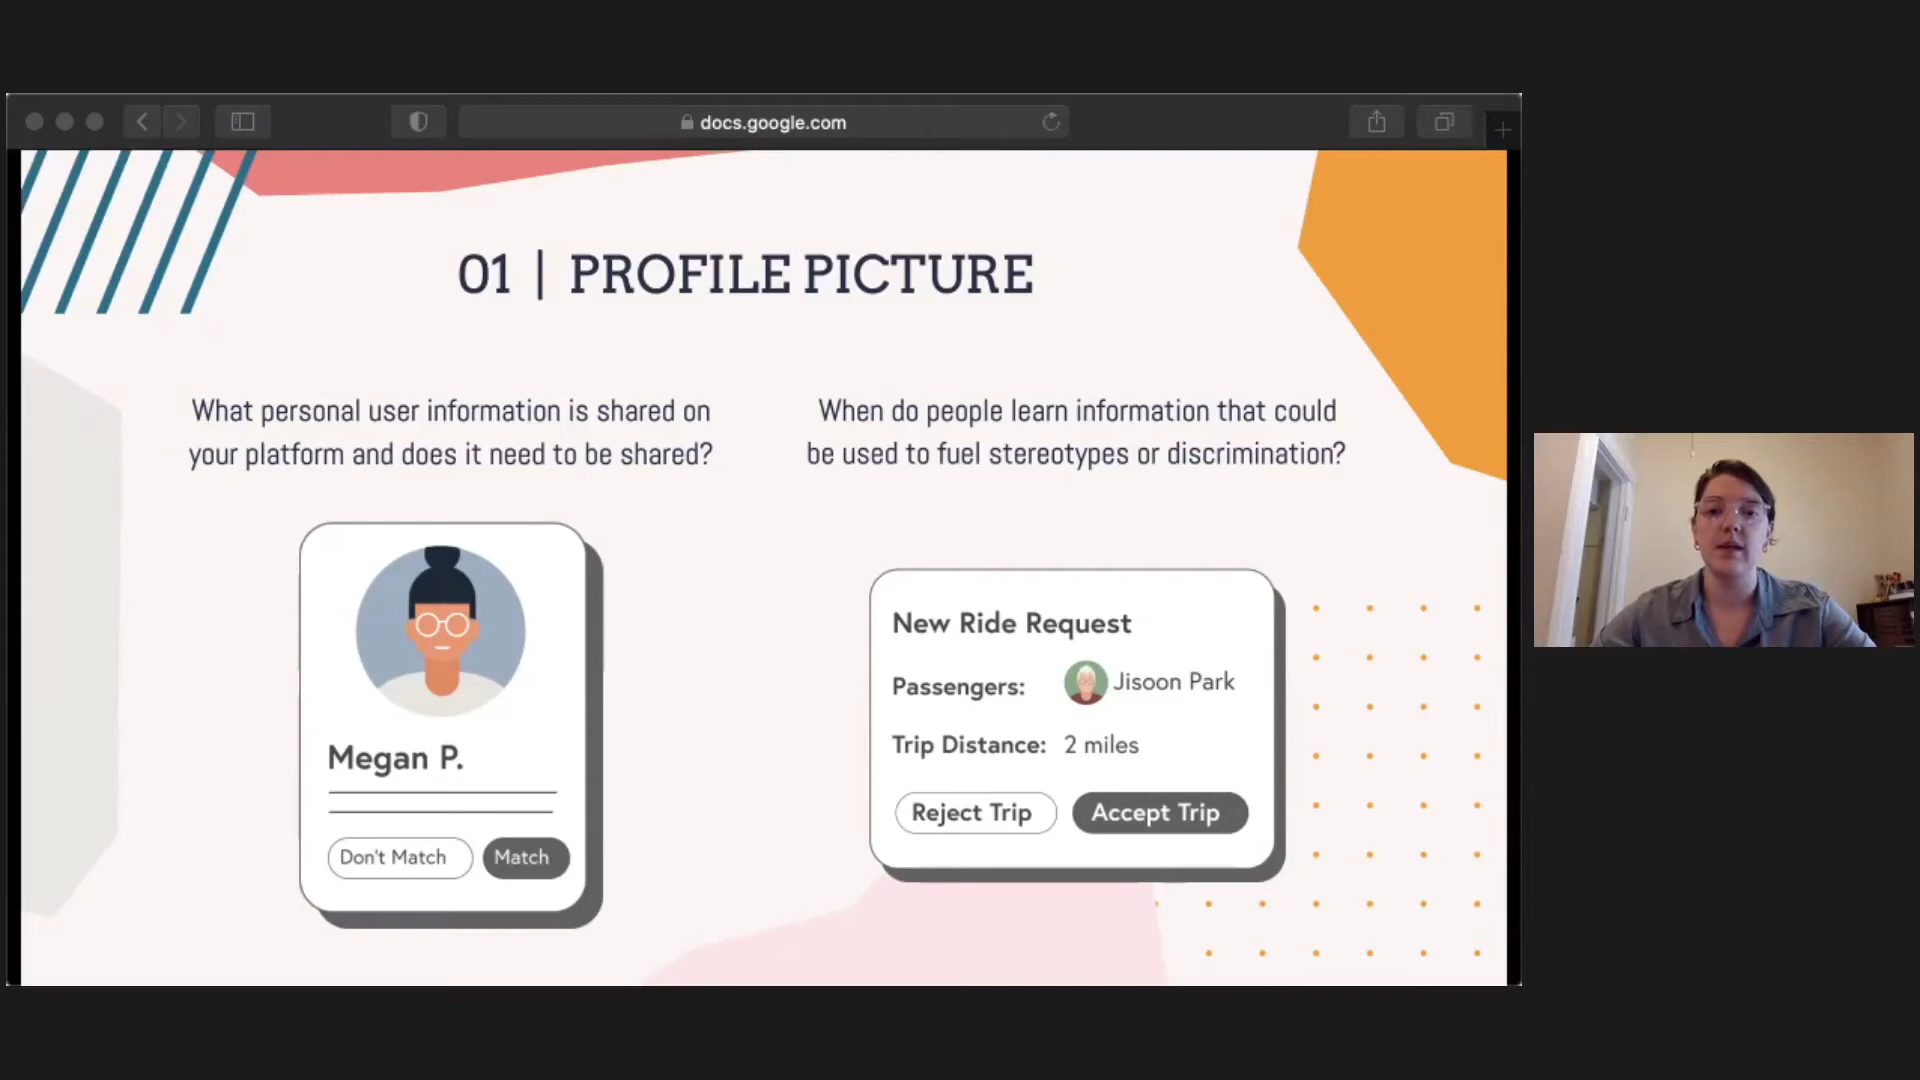 docs.google.com
01 | PROFILE PICTURE
What personal user information is shared on
your platform and does it need to be shared?
When do people learn information that could
be used to fuel stereotypes or discrimination?
Megan P.
Don't Match
Match
New Ride Request
Passengers: Jisoon Park
Trip Distance: 2 miles
Reject Trip
Accept Trip